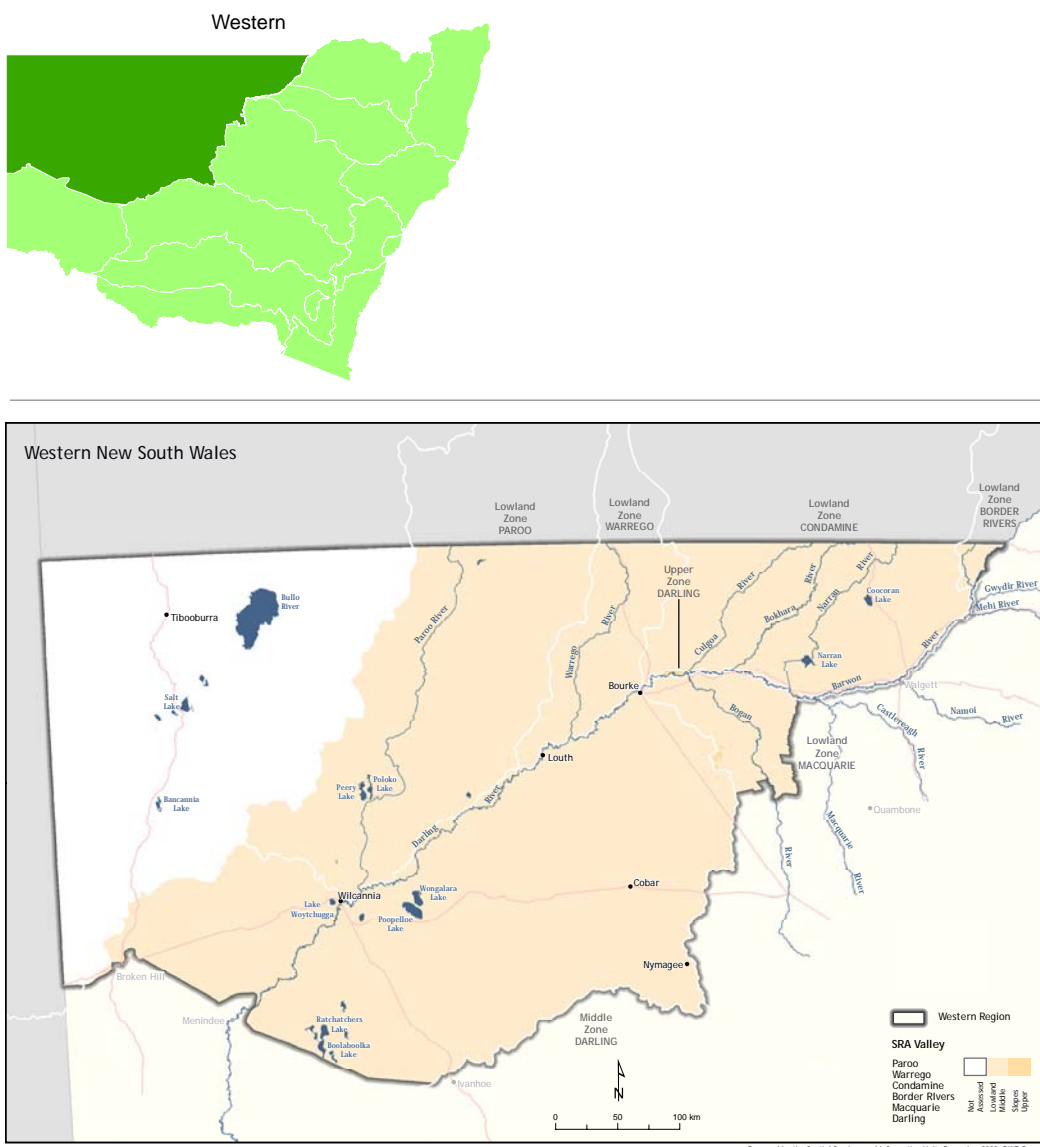 Western
Western New South Wales
Lowland
Zone
PAROO
Lowland
Zone
WARREGO
Lowland
Zone
CONDAMINE
Lowland
Zone
BORDER
RIVERS
Upper
Zone
DARLING
Tibooburra
Bullo
River
Paroo River
Warrego
River
Culgoa
River
Bokhara
River
Narran
River
Coocoran
Lake
Gwydir River
Mehi River
Narran
Lake
Barwon
River
Walgett
Salt
Lake
Bourke
Bogan
River
Castlereagh
River
Namoi
River
Louth
Lowland
Zone
MACQUARIE
Peery
Lake
Poloko
Lake
Bancannia
Lake
Quambone
Darling
River
Macquarie
River
Cobar
Wilcannia
Wongalara
Lake
Lake
Woytchugga
Poopelloe
Lake
Nymagee
Broken Hill
Menindee
Ratchatchers
Lake
Boolaboolka
Lake
Middle
Zone
DARLING
Ivanhoe
N
0 50 100 km
Western Region
SRA Valley
Paroo
Warrego
Condamine
Border RIvers
Macquarie
Darling
Not
Assessed
Lowland
Middle
Slopes
Upper